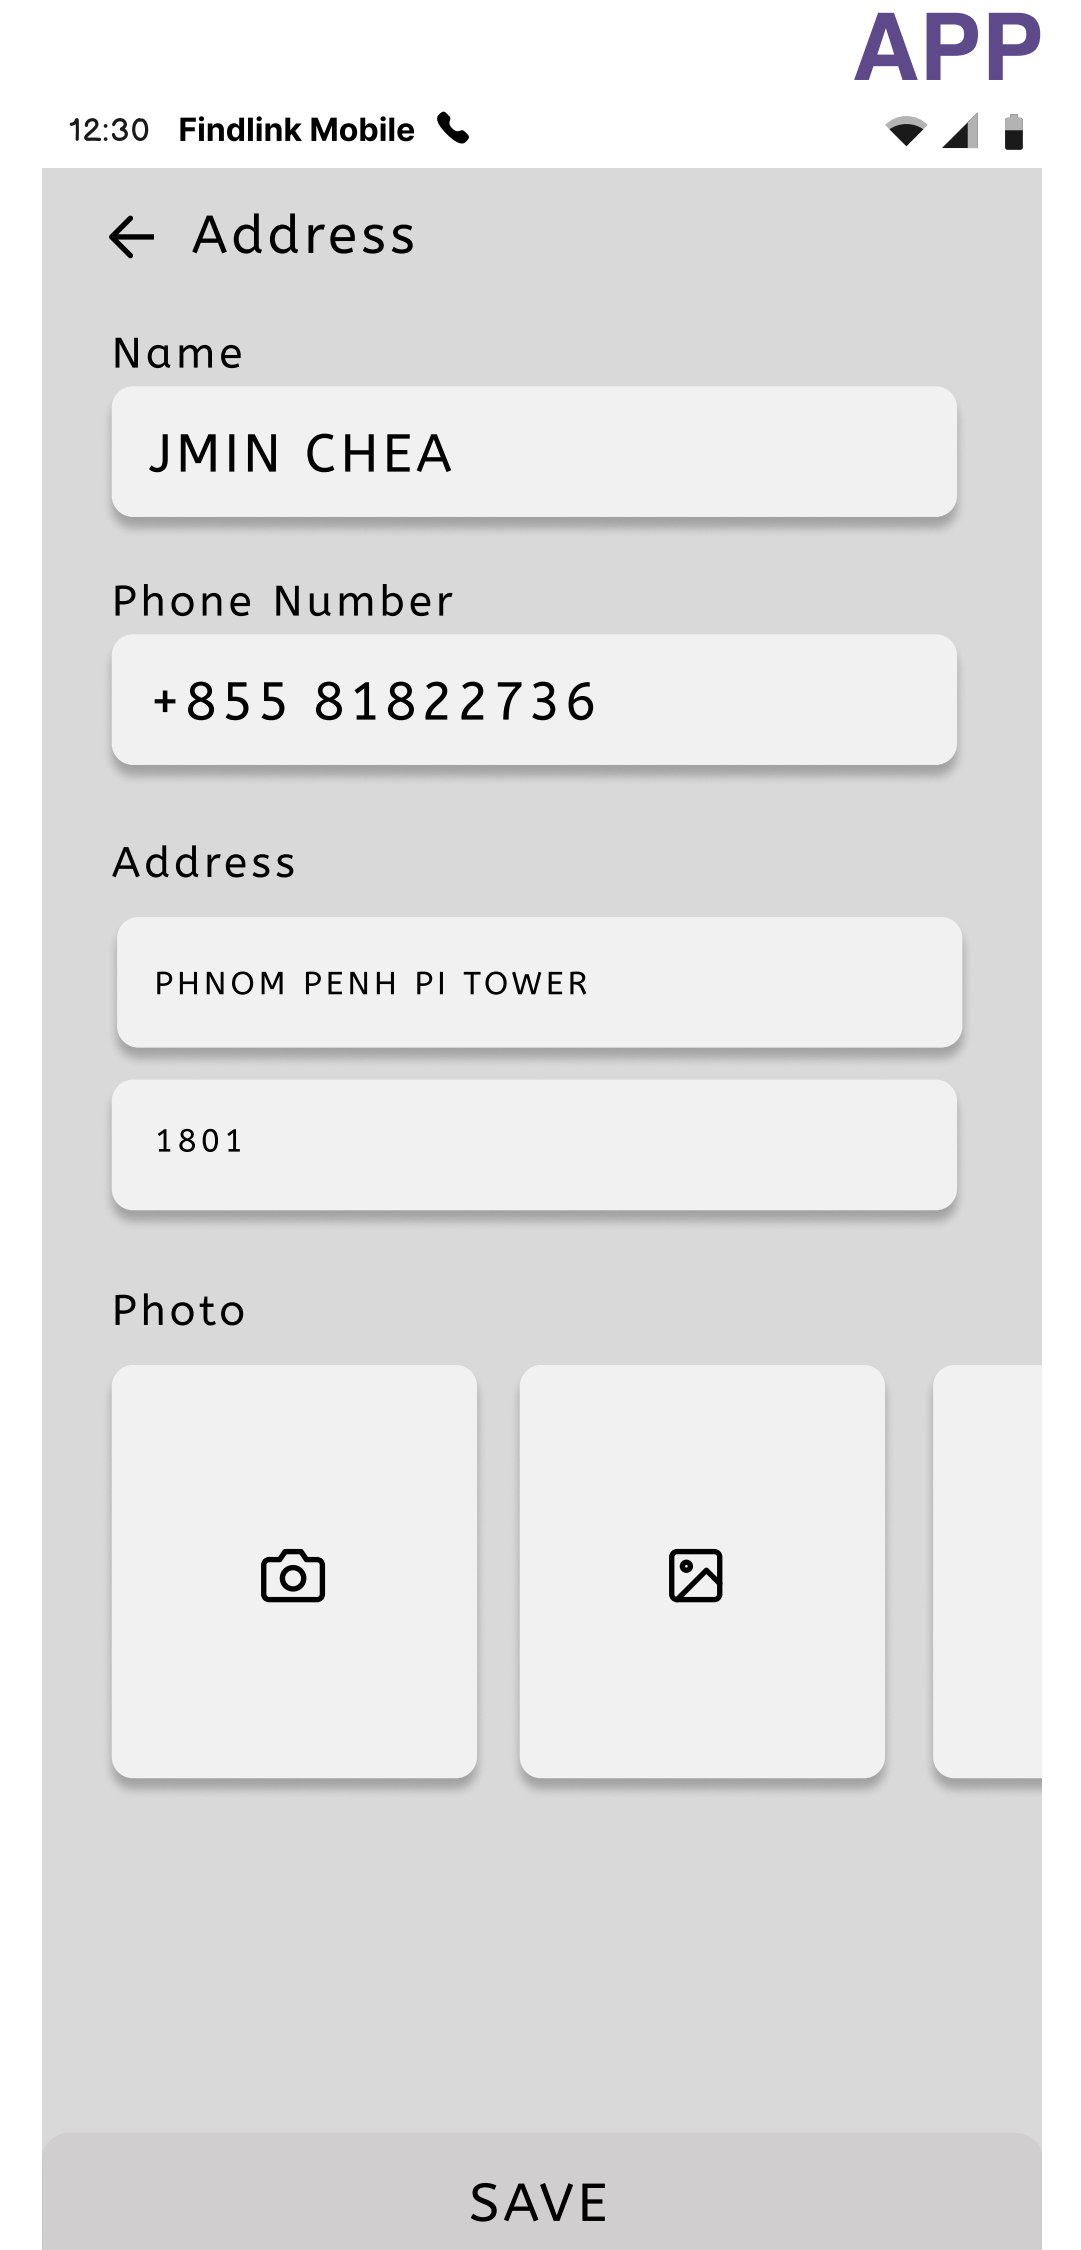 APP
12:30 Findlink Mobile
Address
Name
JMIN CHEA
Phone Number
+855 81822736
Address
PHNOM PENH PI TOWER
1801
Photo
SAVE